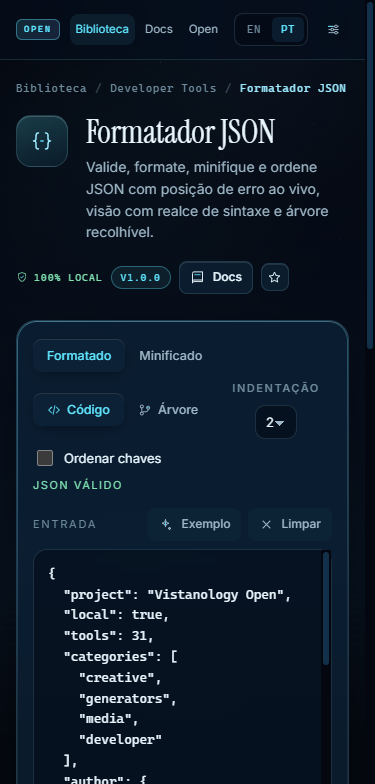 OPEN Biblioteca Docs Open EN PT
Biblioteca / Developer Tools / Formatador JSON
{·} Formatador JSON
Valide, formate, minifique e ordene
JSON com posição de erro ao vivo,
visão com realce de sintaxe e árvore
recolhível.
100% LOCAL V1.0.0 Docs
Formatado Minificado
INDENTAÇÃO
</> Código Árvore 2
Ordenar chaves
JSON VÁLIDO
ENTRADA Exemplo Limpar
{
  "project": "Vistanology Open",
  "local": true,
  "tools": 31,
  "categories": [
    "creative",
    "generators",
    "media",
    "developer"
  ],
  "author": {